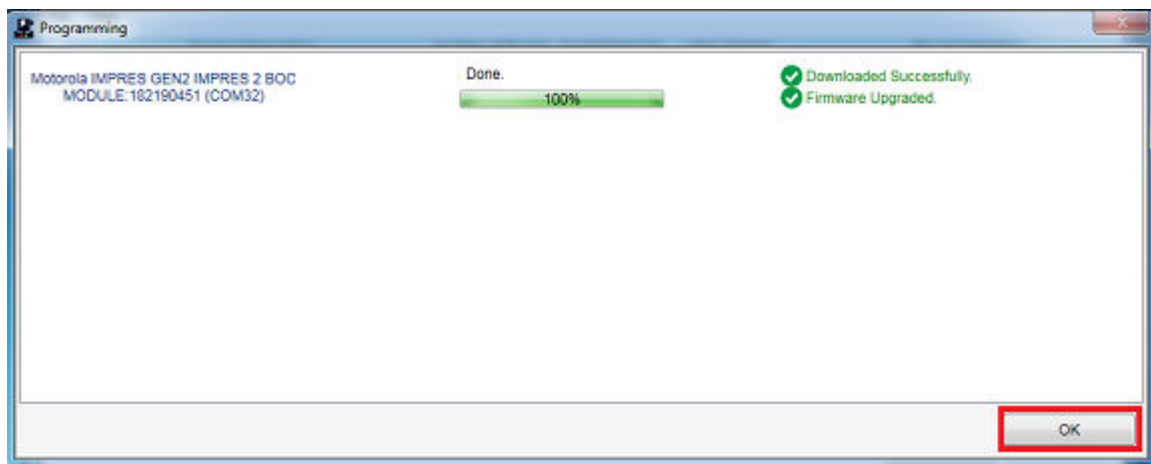 Programming
Motorola IMPRES GEN2 IMPRES 2 BOC
MODULE:182190451 (COM32)
Done.
100%
Downloaded Successfully.
Firmware Upgraded.
OK